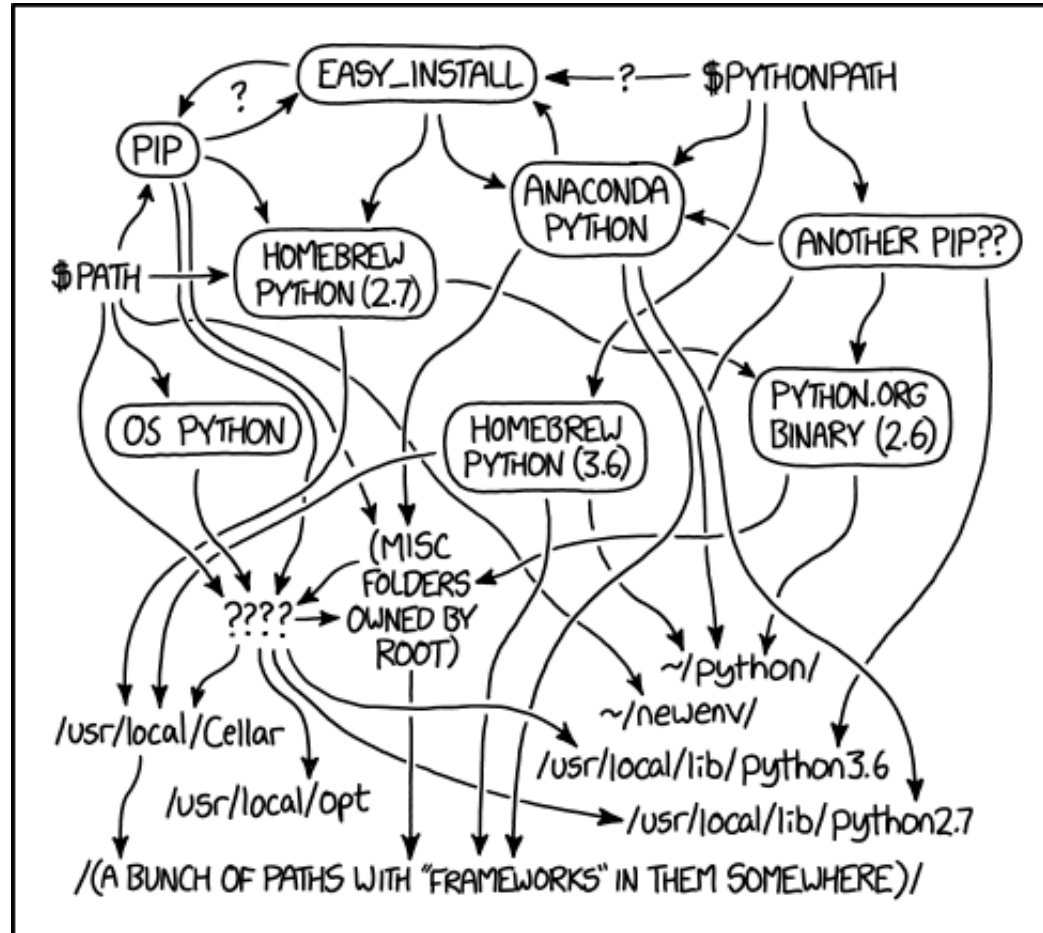 EASY_INSTALL
?
$PYTHONPATH
?
PIP
ANACONDA
PYTHON
ANOTHER PIP??
HOMEBREW
PYTHON (2.7)
$PATH
OS PYTHON
HOMEBREW
PYTHON (3.6)
PYTHON.ORG
BINARY (2.6)
(MISC
FOLDERS
OWNED BY
ROOT)
????
~/python/
~/newenv/
/usr/local/Cellar
/usr/local/lib/python3.6
/usr/local/opt
/usr/local/lib/python2.7
/(A BUNCH OF PATHS WITH "FRAMEWORKS" IN THEM SOMEWHERE)/